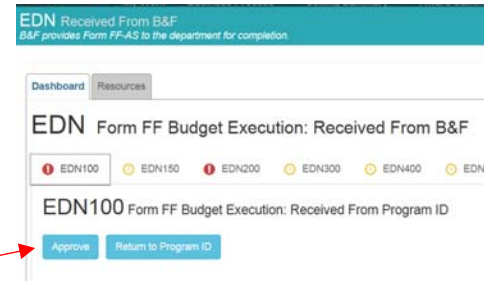 EDN Received From B&F
B&F provides Form FF-AS to the department for completion.
Dashboard Resources
EDN Form FF Budget Execution: Received From B&F
EDN100 EDN150 EDN200 EDN300 EDN400 EDN
EDN100 Form FF Budget Execution: Received From Program ID
Approve Return to Program ID